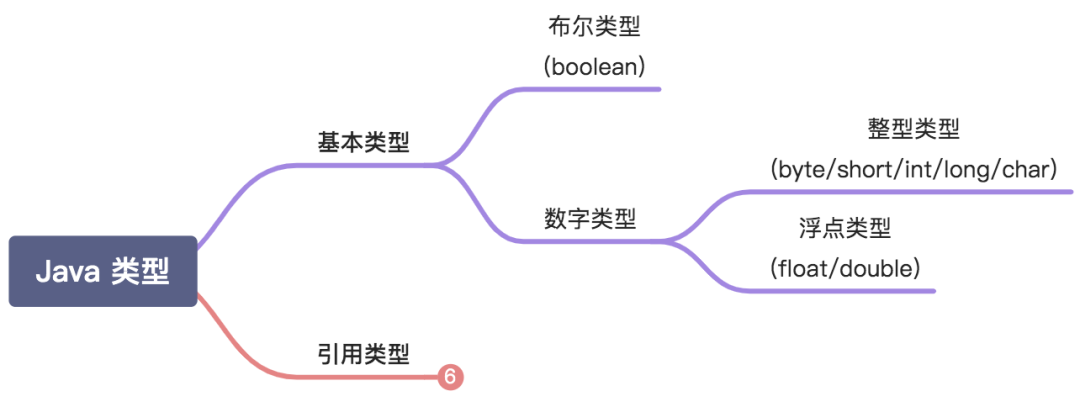 布尔类型
(boolean)
基本类型
整型类型
(byte/short/int/long/char)
数字类型
浮点类型
(float/double)
Java 类型
引用类型
6